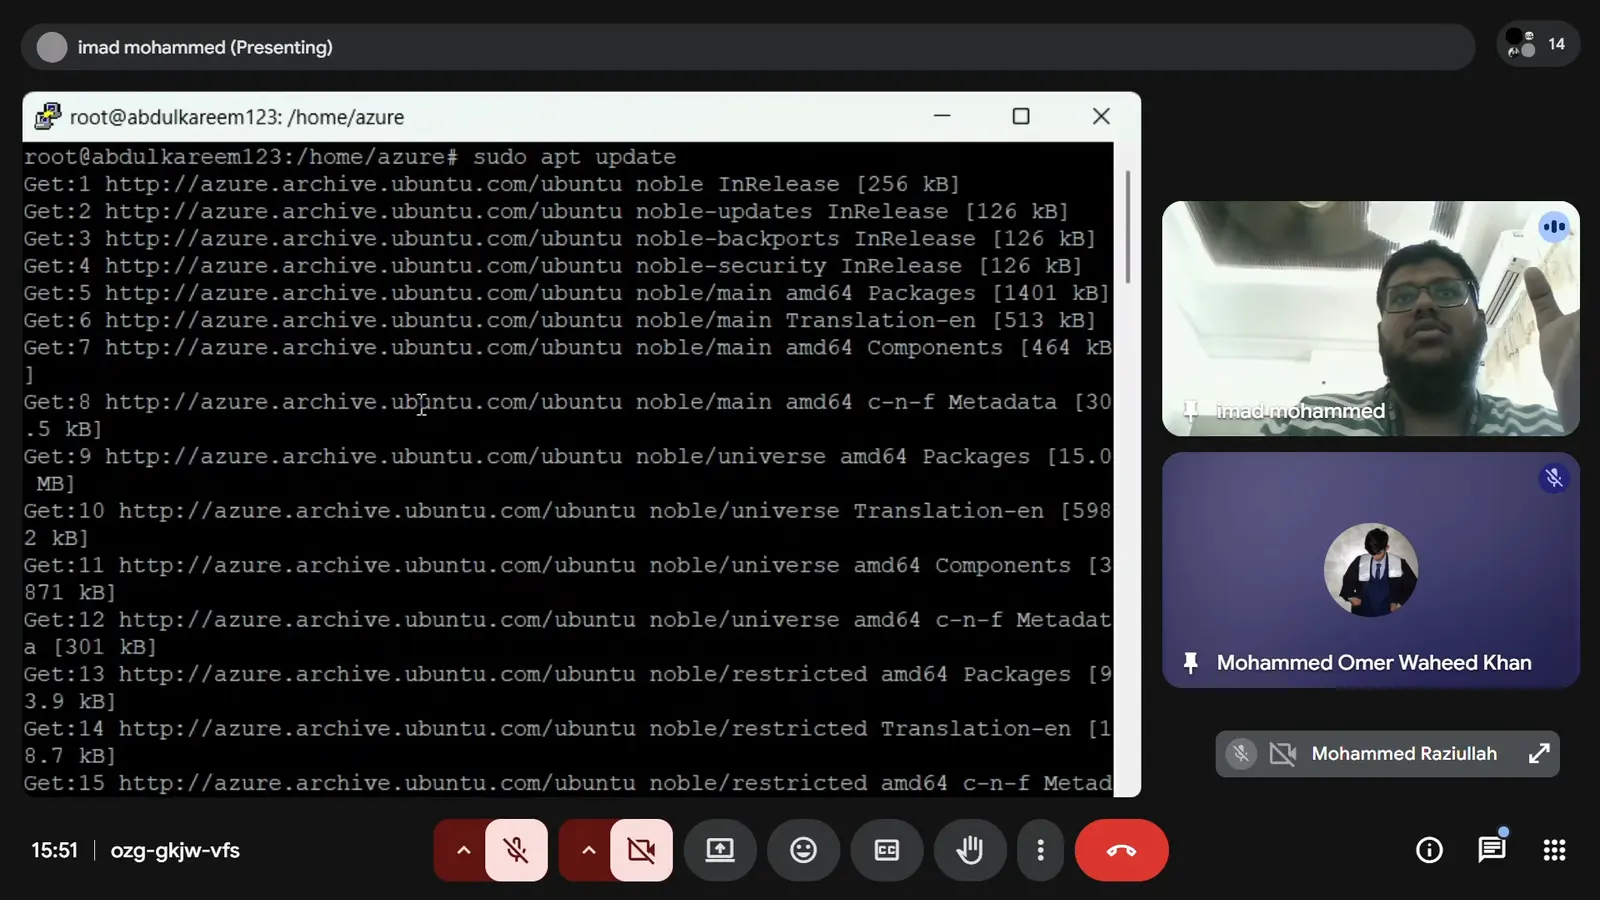 imad mohammed (Presenting)
14
root@abdulkareem123: /home/azure
root@abdulkareem123:/home/azure# sudo apt update
Get:1 http://azure.archive.ubuntu.com/ubuntu noble InRelease [256 kB]
Get:2 http://azure.archive.ubuntu.com/ubuntu noble-updates InRelease [126 kB]
Get:3 http://azure.archive.ubuntu.com/ubuntu noble-backports InRelease [126 kB]
Get:4 http://azure.archive.ubuntu.com/ubuntu noble-security InRelease [126 kB]
Get:5 http://azure.archive.ubuntu.com/ubuntu noble/main amd64 Packages [1401 kB]
Get:6 http://azure.archive.ubuntu.com/ubuntu noble/main Translation-en [513 kB]
Get:7 http://azure.archive.ubuntu.com/ubuntu noble/main amd64 Components [464 kB
]
Get:8 http://azure.archive.ubuntu.com/ubuntu noble/main amd64 c-n-f Metadata [30
.5 kB]
Get:9 http://azure.archive.ubuntu.com/ubuntu noble/universe amd64 Packages [15.0
MB]
Get:10 http://azure.archive.ubuntu.com/ubuntu noble/universe Translation-en [598
2 kB]
Get:11 http://azure.archive.ubuntu.com/ubuntu noble/universe amd64 Components [3
871 kB]
Get:12 http://azure.archive.ubuntu.com/ubuntu noble/universe amd64 c-n-f Metadat
a [301 kB]
Get:13 http://azure.archive.ubuntu.com/ubuntu noble/restricted amd64 Packages [9
3.9 kB]
Get:14 http://azure.archive.ubuntu.com/ubuntu noble/restricted Translation-en [1
8.7 kB]
Get:15 http://azure.archive.ubuntu.com/ubuntu noble/restricted amd64 c-n-f Metad
imad mohammed
Mohammed Omer Waheed Khan
Mohammed Raziullah
15:51 | ozg-gkjw-vfs
CC